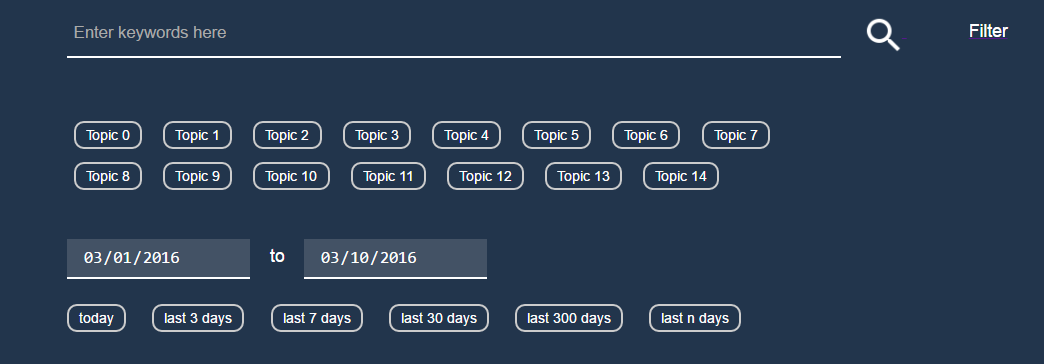 Enter keywords here Filter
Topic 0 Topic 1 Topic 2 Topic 3 Topic 4 Topic 5 Topic 6 Topic 7
Topic 8 Topic 9 Topic 10 Topic 11 Topic 12 Topic 13 Topic 14
03/01/2016 to 03/10/2016
today last 3 days last 7 days last 30 days last 300 days last n days